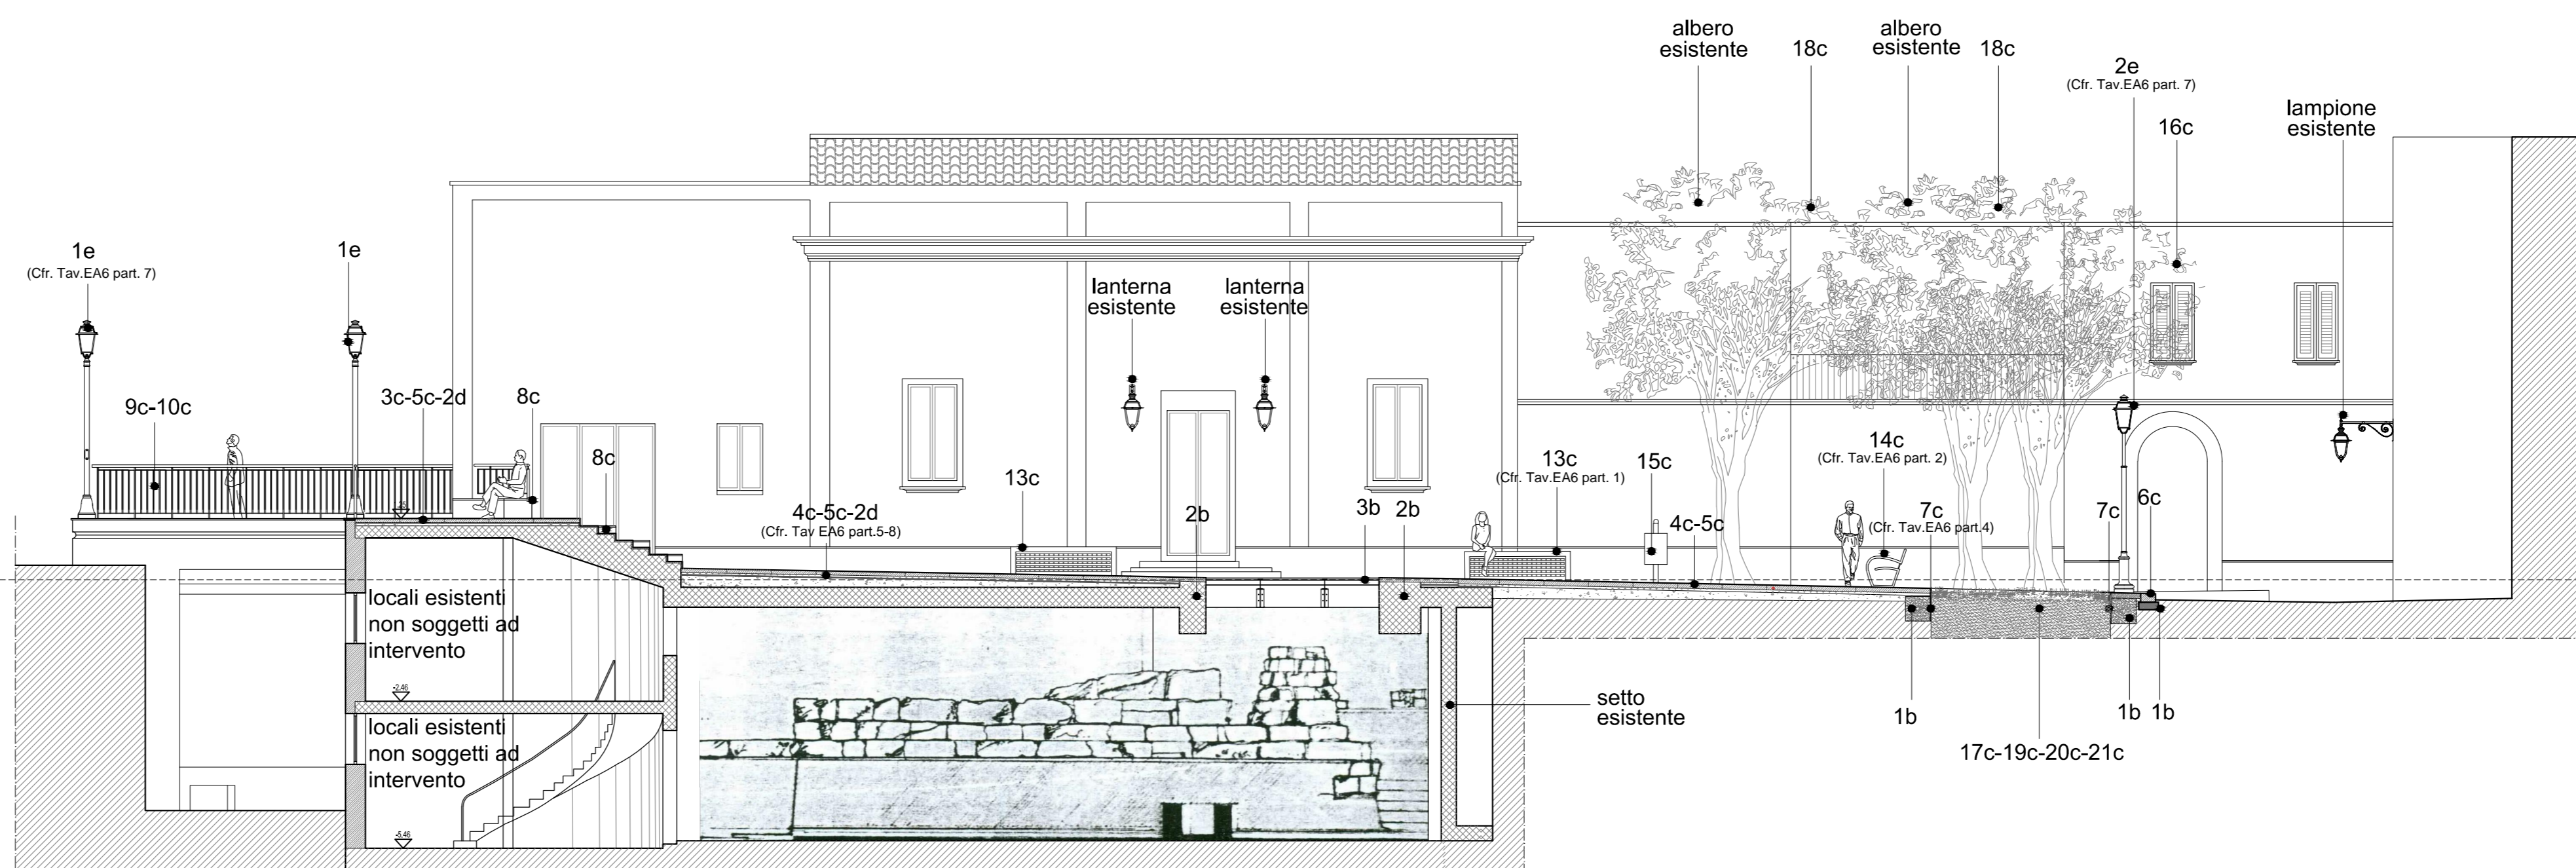 albero
esistente
18c
albero
esistente
18c
2e
(Cfr. Tav.EA6 part. 7)
lampione
esistente
16c
1e
(Cfr. Tav.EA6 part. 7)
1e
lanterna
esistente
lanterna
esistente
9c-10c
3c-5c-2d
8c
8c
13c
4c-5c-2d
(Cfr. Tav EA6 part.5-8)
2b
3b
2b
13c
(Cfr. Tav.EA6 part. 1)
15c
4c-5c
14c
(Cfr. Tav.EA6 part. 2)
7c
(Cfr. Tav.EA6 part.4)
7c
6c
locali esistenti
non soggetti ad
intervento
-2.46
locali esistenti
non soggetti ad
intervento
-5.46
setto
esistente
1b
1b
1b
17c-19c-20c-21c